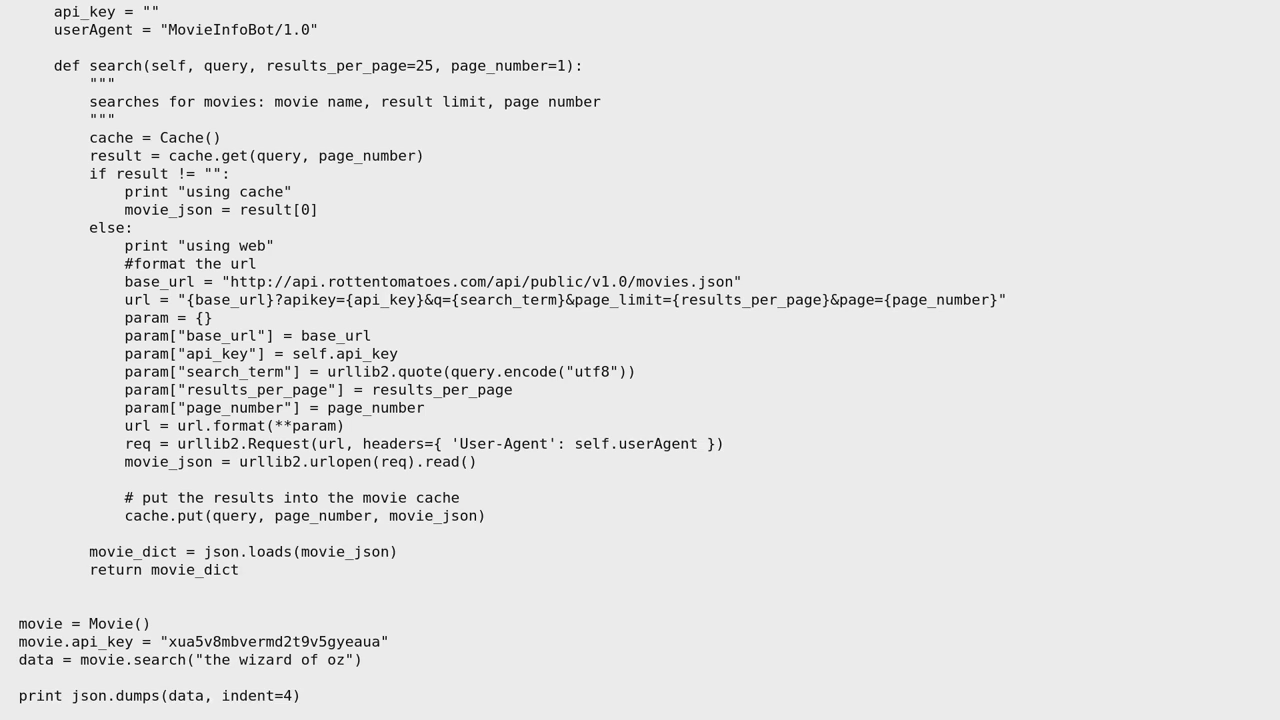 api_key = ""
    userAgent = "MovieInfoBot/1.0"

    def search(self, query, results_per_page=25, page_number=1):
        """
        searches for movies: movie name, result limit, page number
        """
        cache = Cache()
        result = cache.get(query, page_number)
        if result != "":
            print "using cache"
            movie_json = result[0]
        else:
            print "using web"
            #format the url
            base_url = "http://api.rottentomatoes.com/api/public/v1.0/movies.json"
            url = "{base_url}?apikey={api_key}&q={search_term}&page_limit={results_per_page}&page={page_number}"
            param = {}
            param["base_url"] = base_url
            param["api_key"] = self.api_key
            param["search_term"] = urllib2.quote(query.encode("utf8"))
            param["results_per_page"] = results_per_page
            param["page_number"] = page_number
            url = url.format(**param)
            req = urllib2.Request(url, headers={ 'User-Agent': self.userAgent })
            movie_json = urllib2.urlopen(req).read()

            # put the results into the movie cache
            cache.put(query, page_number, movie_json)

        movie_dict = json.loads(movie_json)
        return movie_dict


movie = Movie()
movie.api_key = "xua5v8mbvermd2t9v5gyeaua"
data = movie.search("the wizard of oz")

print json.dumps(data, indent=4)